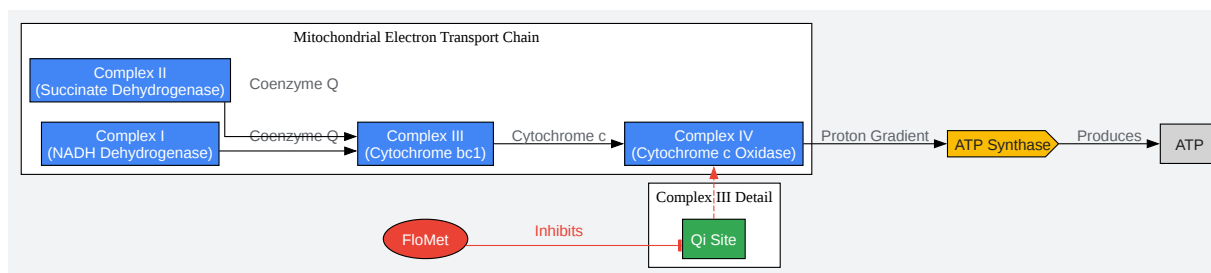 Mitochondrial Electron Transport Chain
Complex II
(Succinate Dehydrogenase)
Coenzyme Q
Complex I
(NADH Dehydrogenase)
Coenzyme Q
Complex III
(Cytochrome bc1)
Cytochrome c
Complex IV
(Cytochrome c Oxidase)
Proton Gradient
ATP Synthase
Produces
ATP
Complex III Detail
FloMet
Inhibits
Qi Site